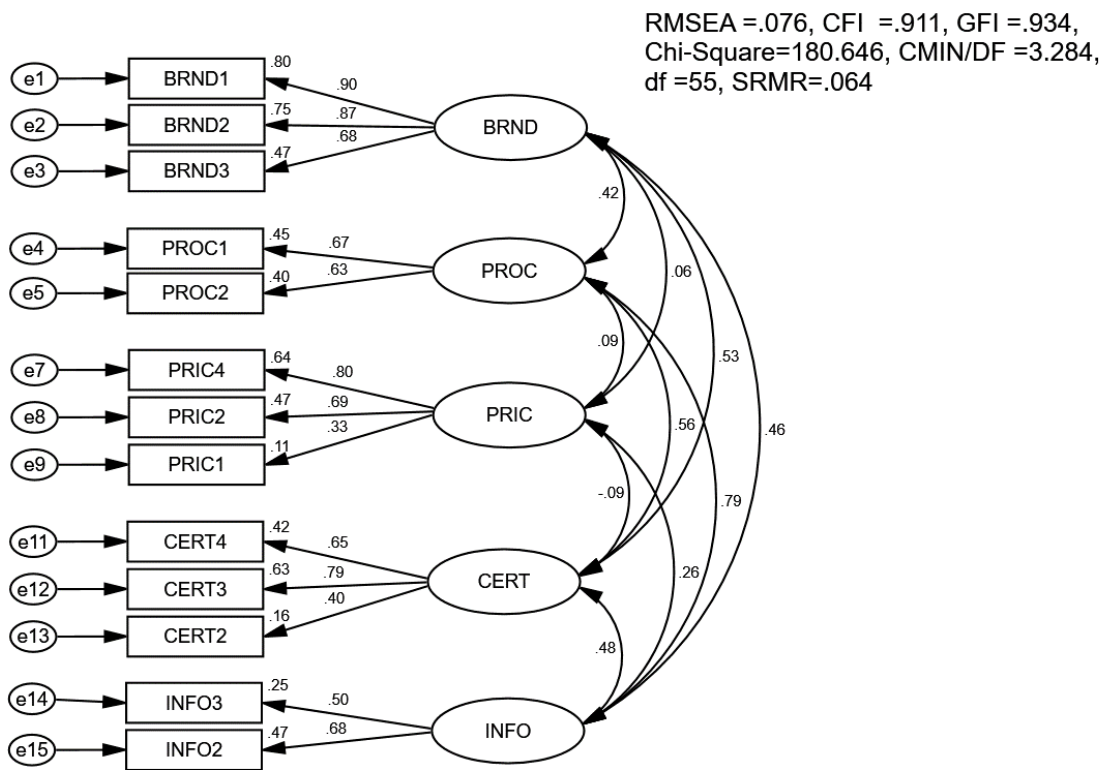 RMSEA =.076, CFI =.911, GFI =.934,
Chi-Square=180.646, CMIN/DF =3.284,
df =55, SRMR=.064
e1 BRND1 .80 .90
e2 BRND2 .75 .87
e3 BRND3 .47 .68
BRND
.42
e4 PROC1 .45 .67
e5 PROC2 .40 .63
PROC
.06
.09
.53
e7 PRIC4 .64 .80
e8 PRIC2 .47 .69
e9 PRIC1 .11 .33
PRIC
.56
.46
-.09
.79
e11 CERT4 .42 .65
e12 CERT3 .63 .79
e13 CERT2 .16 .40
CERT
.26
.48
e14 INFO3 .25 .50
e15 INFO2 .47 .68
INFO